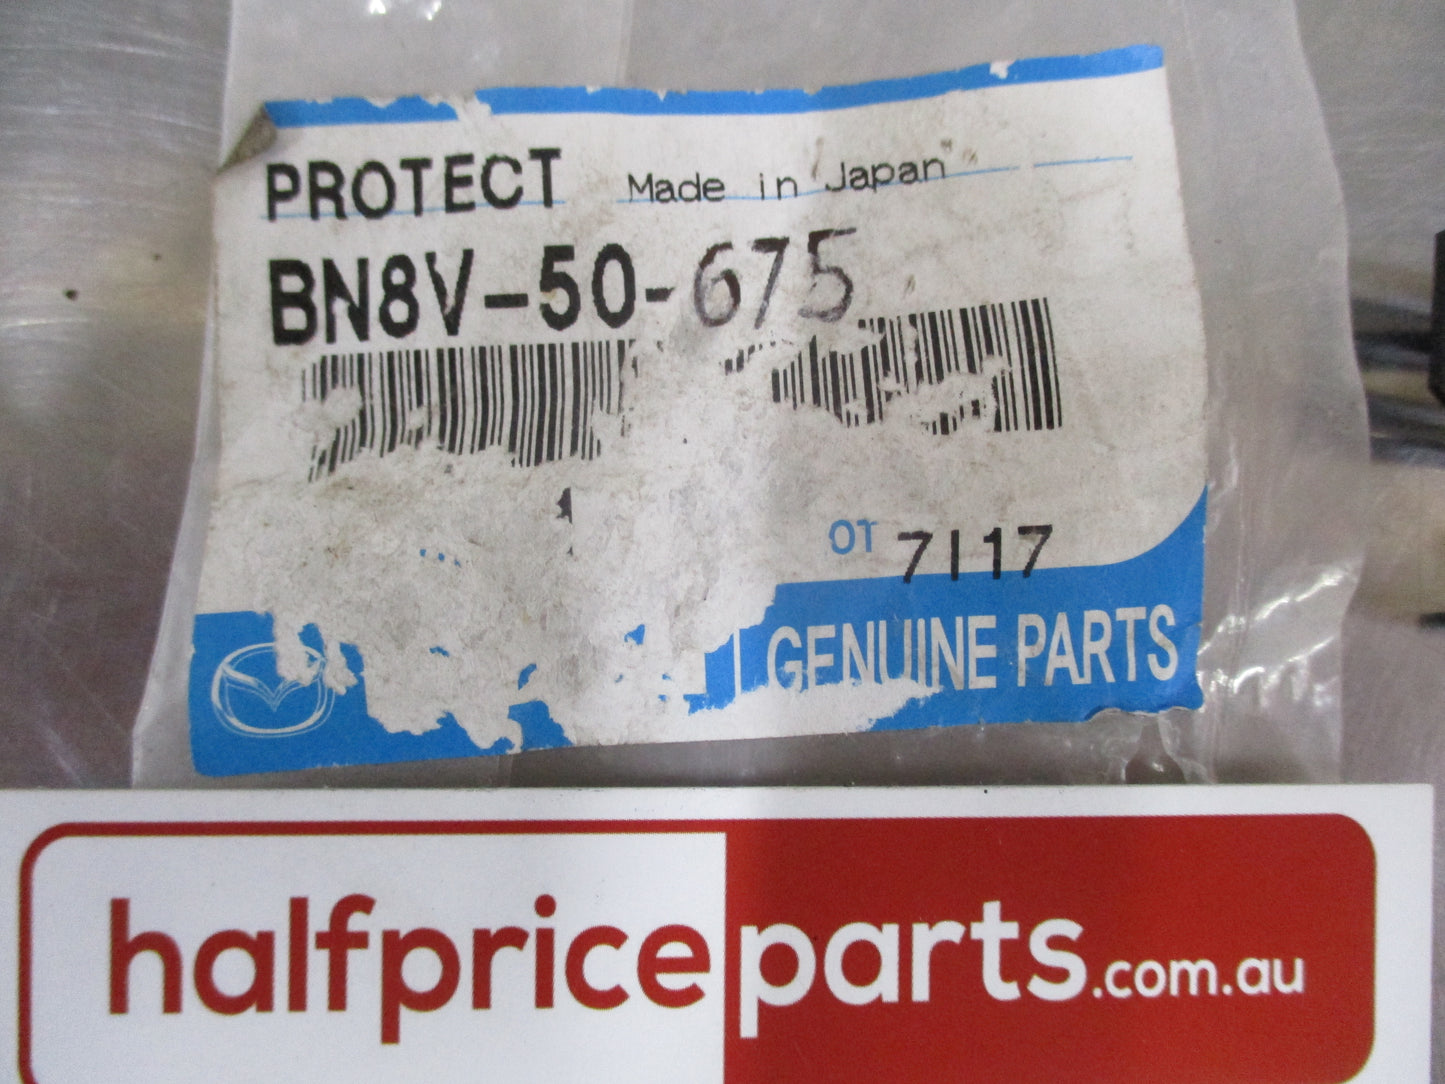 PROTECT Made in Japan
BN8V-50-675
OT 7117
GENUINE PARTS
halfpriceparts.com.au